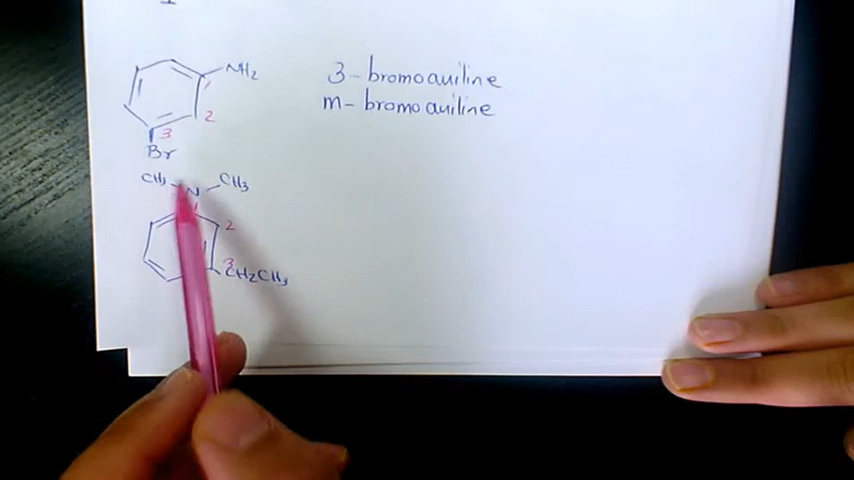 NH2
1
3-bromoaniline
2
m-bromoaniline
3
Br
CH3 N CH3
1
2
3
CH2CH3